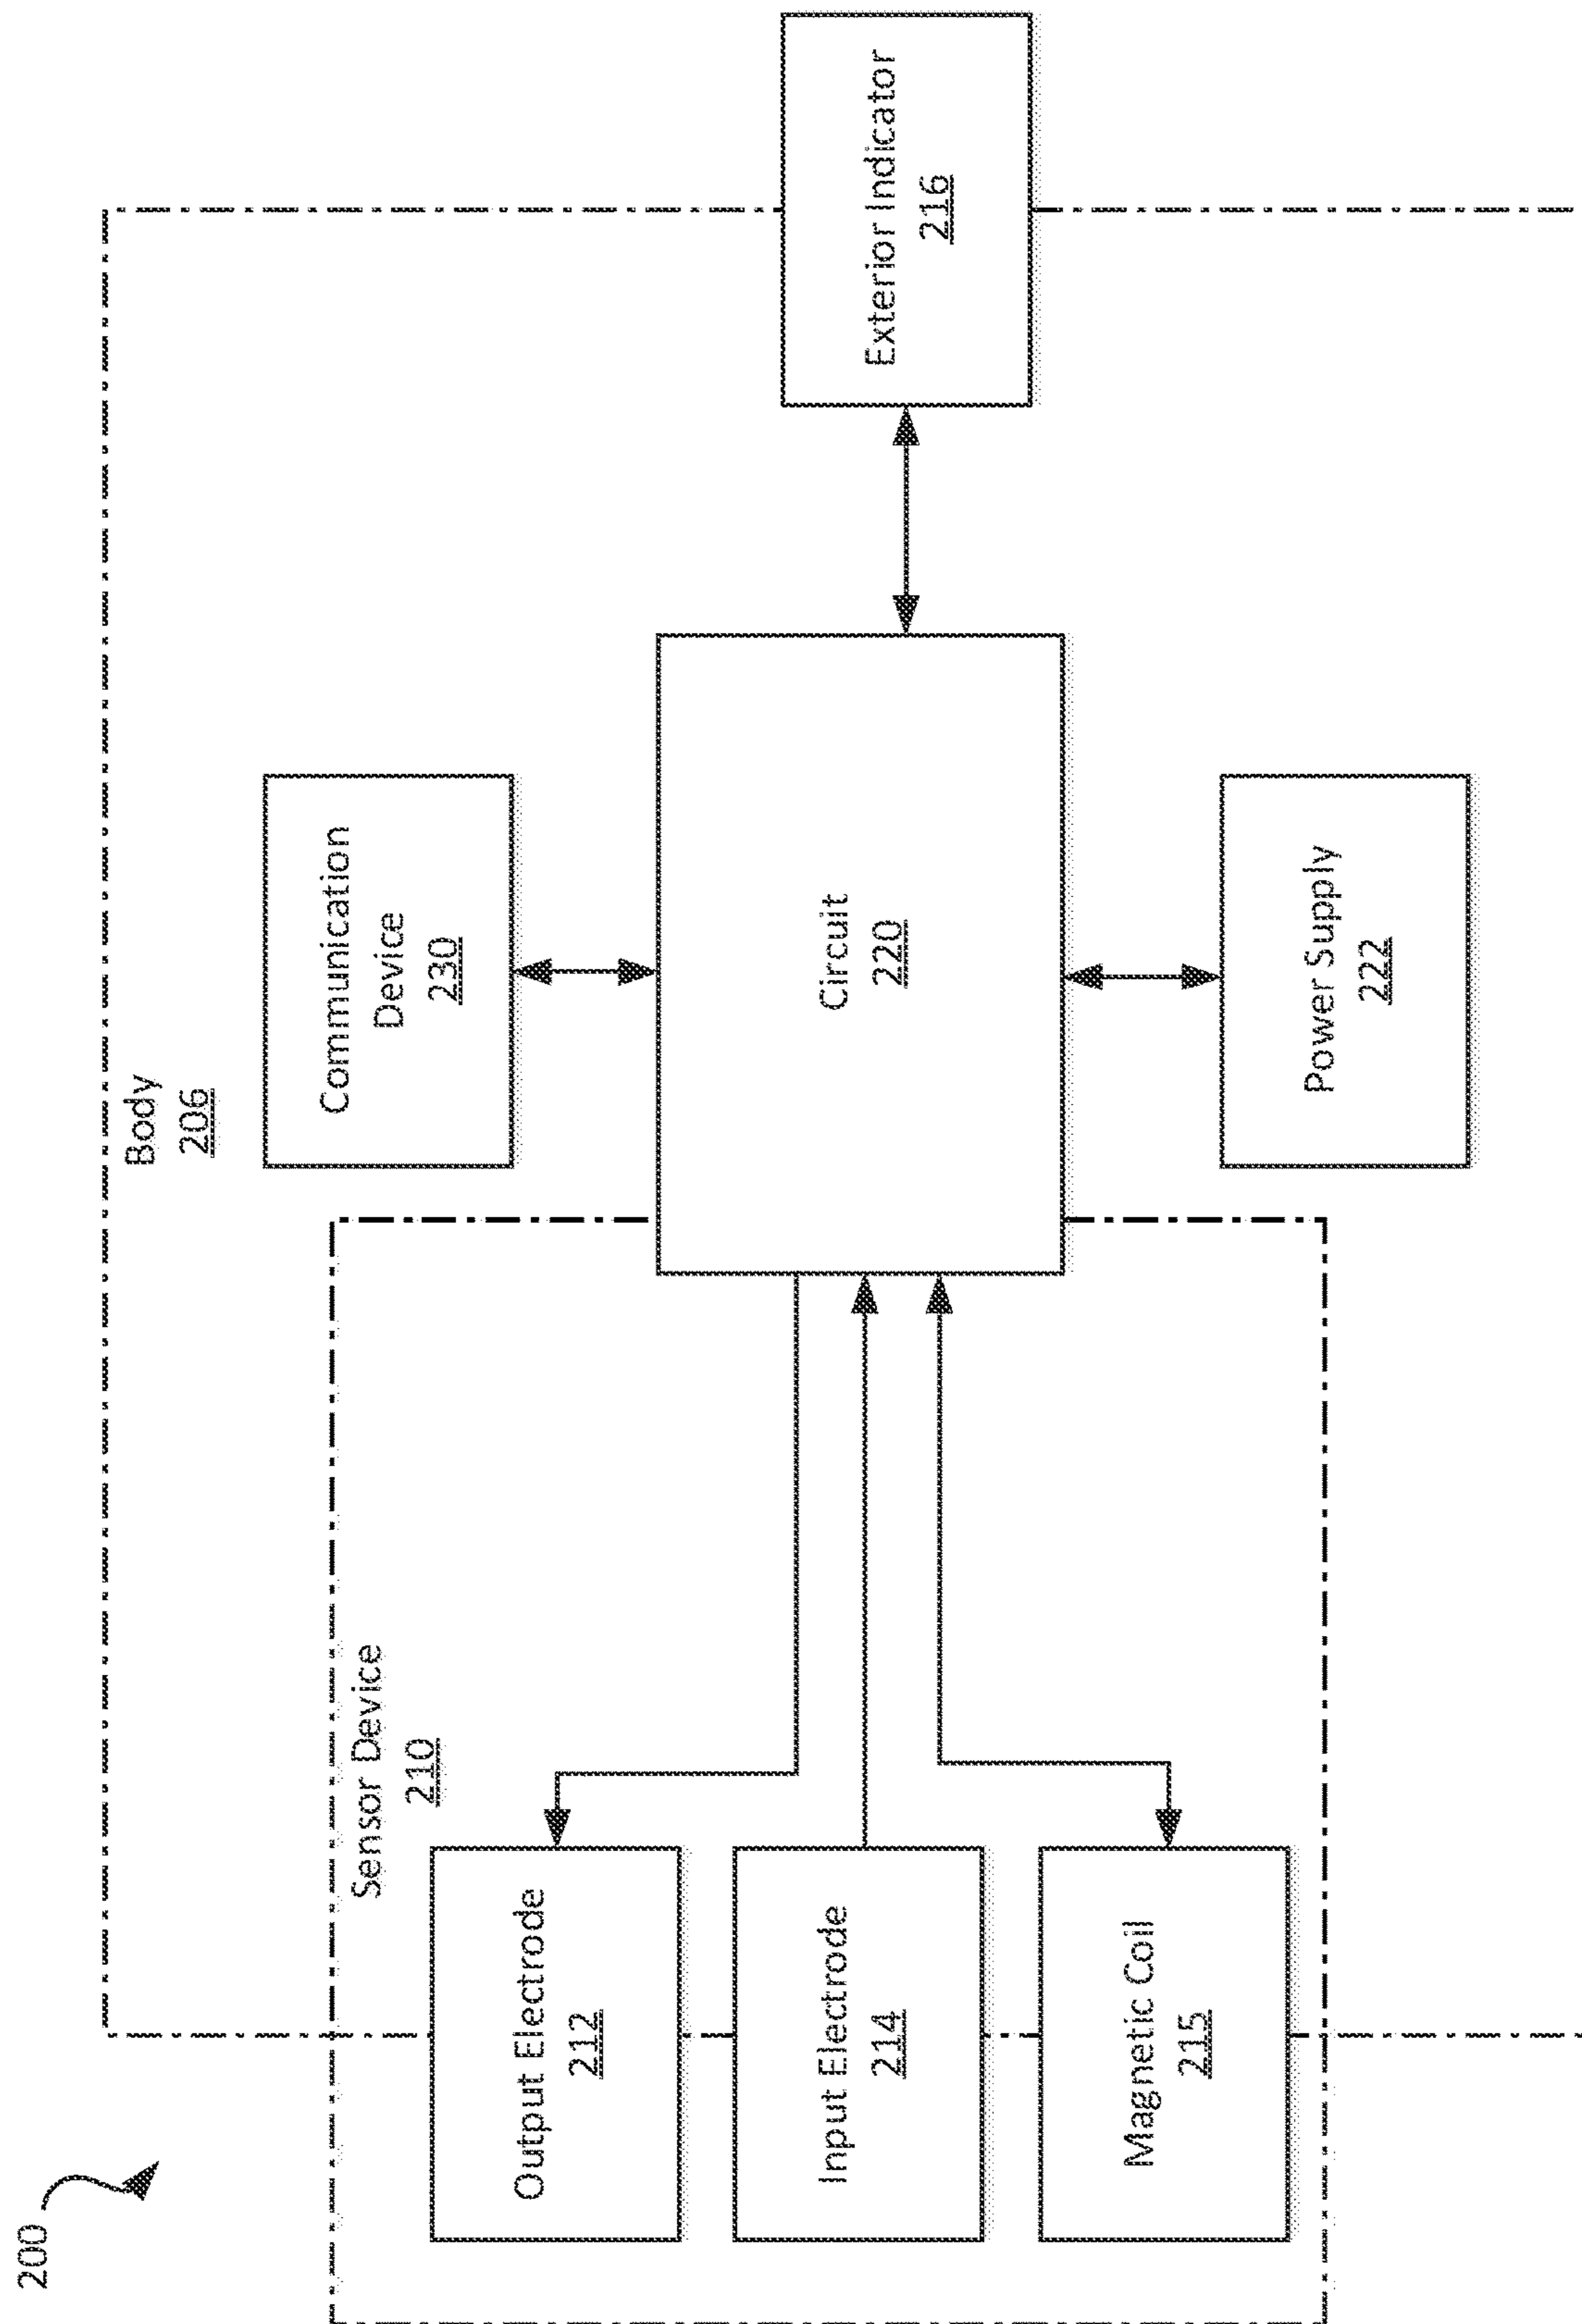 200
Body
206
Sensor Device
210
Communication
Device
230
Output Electrode
212
Input Electrode
214
Circuit
220
Exterior Indicator
216
Magnetic Coil
215
Power Supply
222